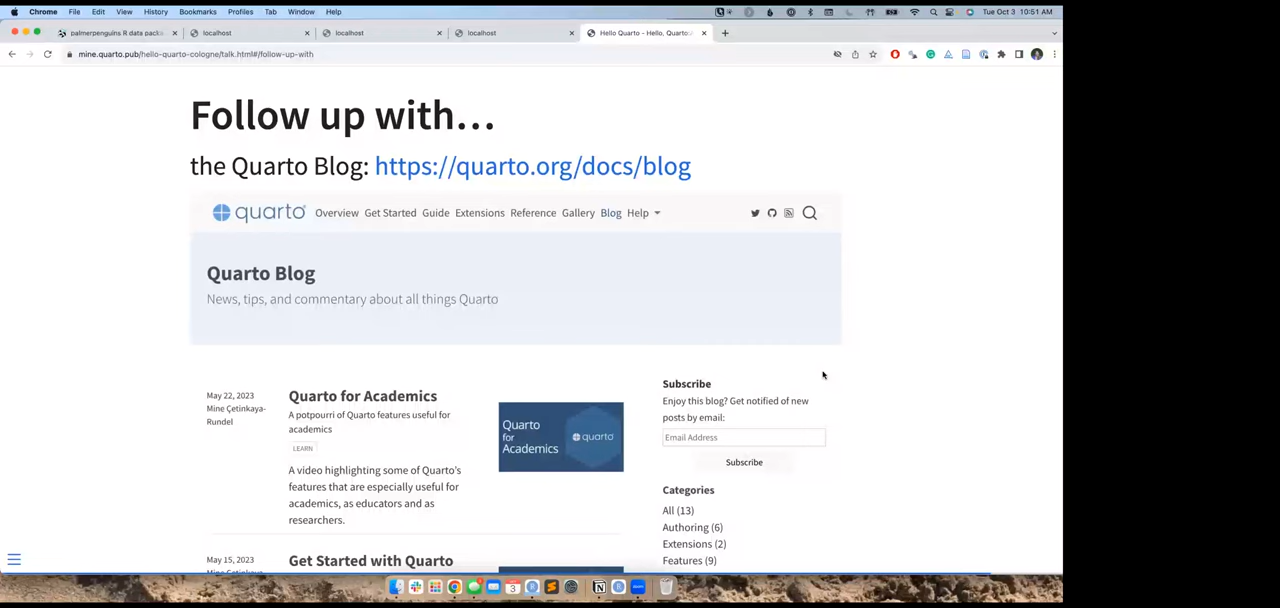 Chrome File Edit View History Bookmarks Profiles Tab Window Help Tue Oct 3 10:51 AM
palmerpenguins R data pack localhost localhost localhost Hello Quarto - Hello, Quarto:
mine.quarto.pub/hello-quarto-cologne/talk.html#/follow-up-with
Follow up with…
the Quarto Blog: https://quarto.org/docs/blog
quarto Overview Get Started Guide Extensions Reference Gallery Blog Help
Quarto Blog
News, tips, and commentary about all things Quarto
May 22, 2023
Mine Çetinkaya-
Rundel
Quarto for Academics
A potpourri of Quarto features useful for
academics
LEARN
A video highlighting some of Quarto's
features that are especially useful for
academics, as educators and as
researchers.
Quarto
for
Academics
quarto
Subscribe
Enjoy this blog? Get notified of new
posts by email:
Email Address
Subscribe
Categories
All (13)
Authoring (6)
Extensions (2)
Features (9)
May 15, 2023
Get Started with Quarto